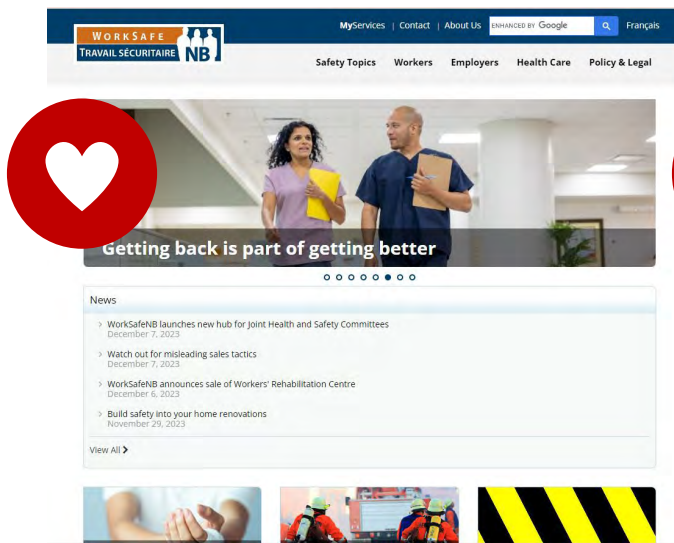 WORKSAFE
TRAVAIL SÉCURITAIRE NB
MyServices | Contact | About Us ENHANCED BY Google Français
Safety Topics Workers Employers Health Care Policy & Legal
Getting back is part of getting better
News
WorkSafeNB launches new hub for Joint Health and Safety Committees
December 7, 2023
Watch out for misleading sales tactics
December 7, 2023
WorkSafeNB announces sale of Workers' Rehabilitation Centre
December 6, 2023
Build safety into your home renovations
November 29, 2023
View All